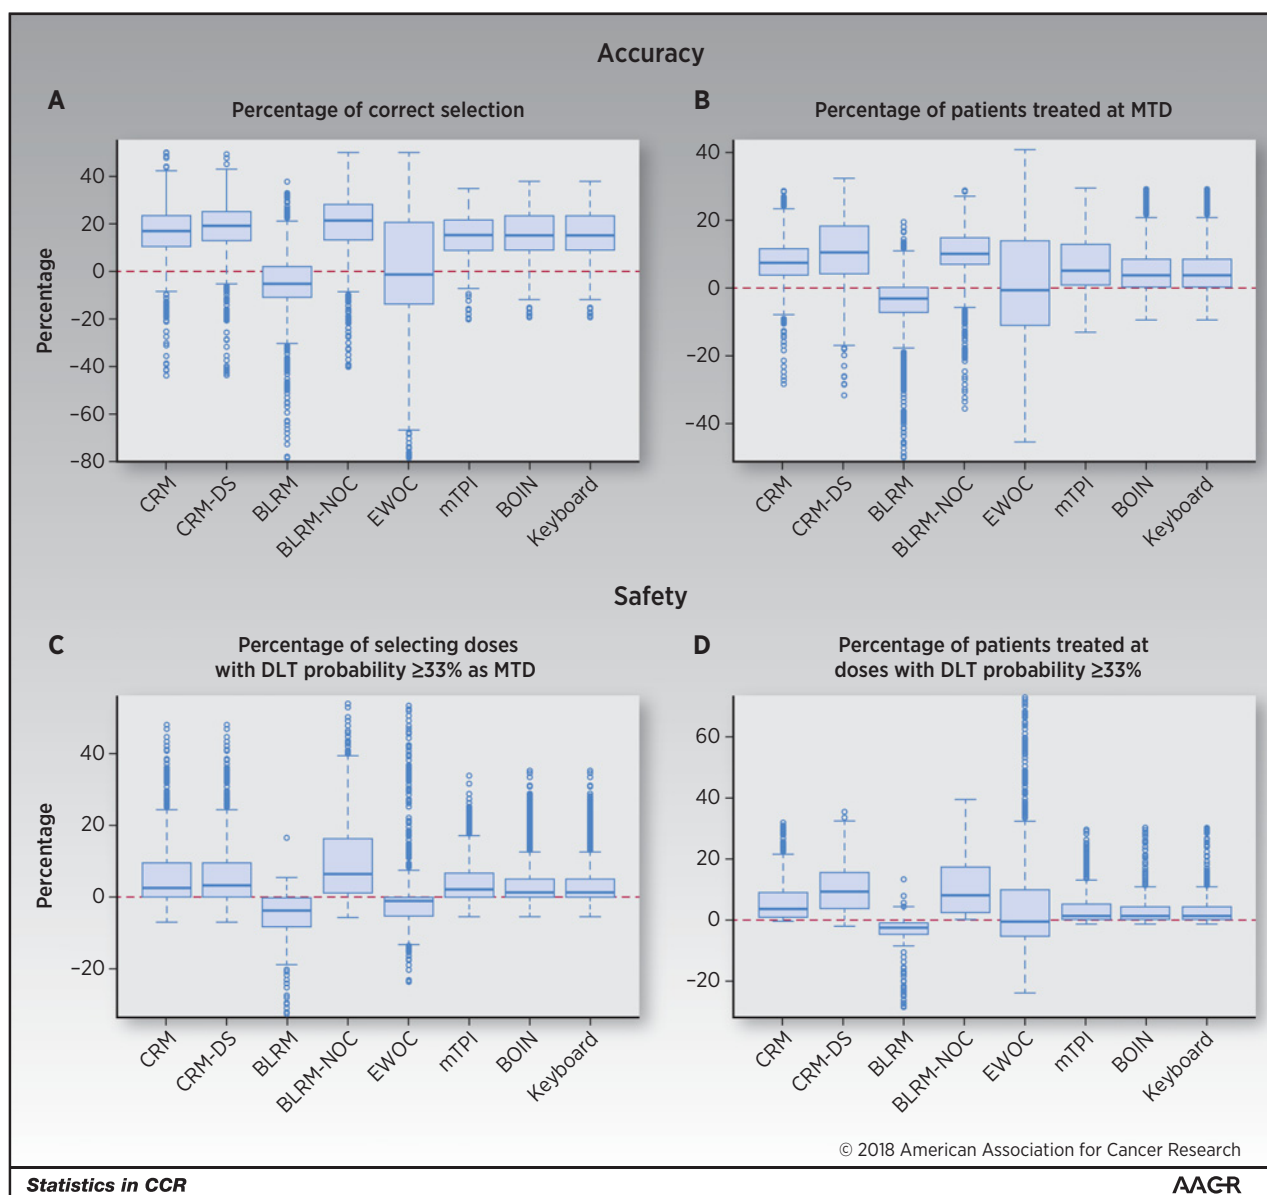 Accuracy
A
Percentage of correct selection
Percentage
40
20
0
−20
−40
−60
−80
CRM
CRM-DS
BLRM
BLRM-NOC
EWOC
mTPI
BOIN
Keyboard
B
Percentage of patients treated at MTD
40
20
0
−20
−40
CRM
CRM-DS
BLRM
BLRM-NOC
EWOC
mTPI
BOIN
Keyboard
Safety
C
Percentage of selecting doses
with DLT probability ≥33% as MTD
Percentage
40
20
0
−20
CRM
CRM-DS
BLRM
BLRM-NOC
EWOC
mTPI
BOIN
Keyboard
D
Percentage of patients treated at
doses with DLT probability ≥33%
60
40
20
0
−20
CRM
CRM-DS
BLRM
BLRM-NOC
EWOC
mTPI
BOIN
Keyboard
© 2018 American Association for Cancer Research
Statistics in CCR
AACR